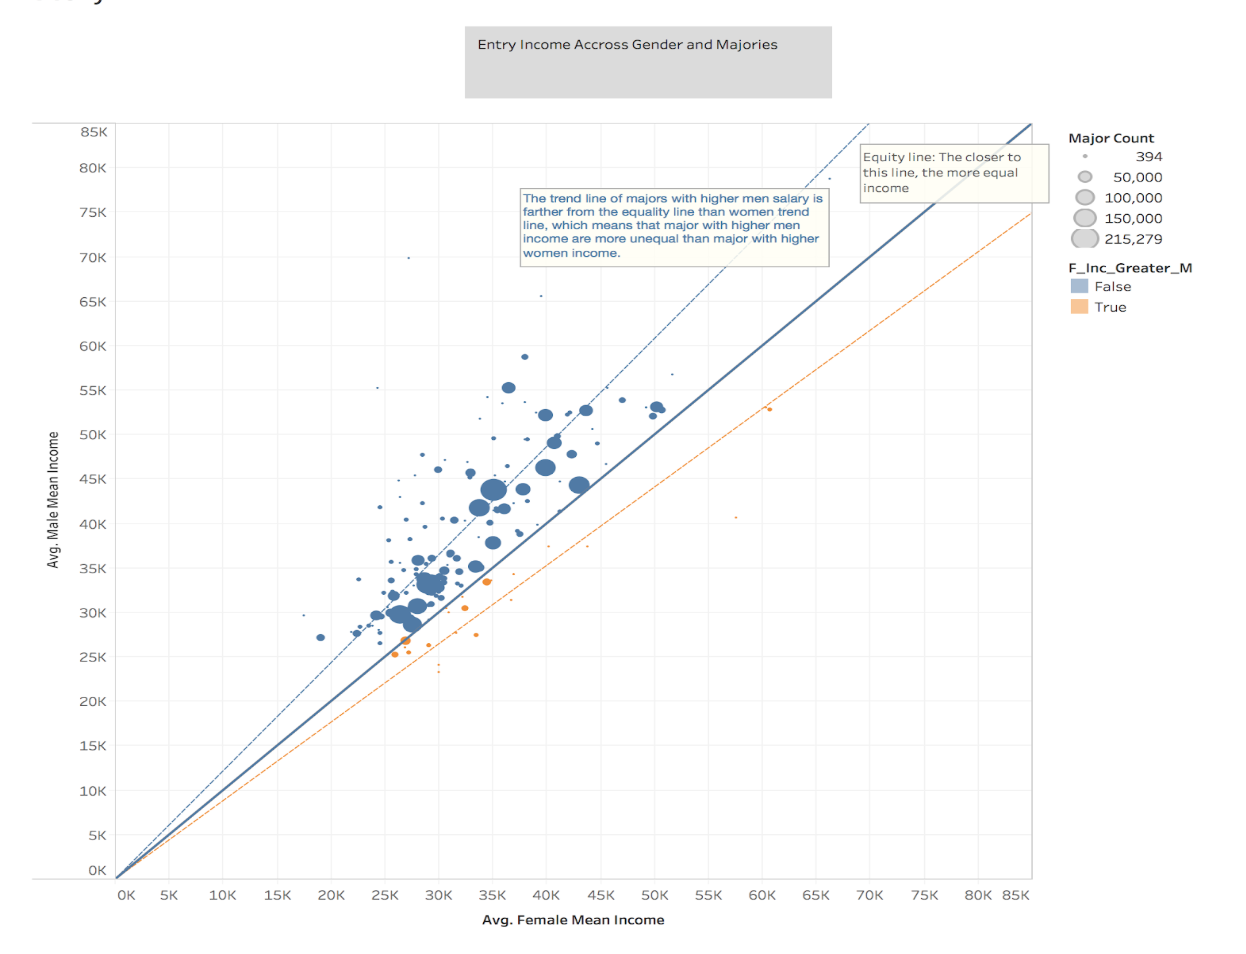 Entry Income Accross Gender and Majories
85K
80K
75K
70K
65K
60K
55K
50K
45K
40K
35K
30K
25K
20K
15K
10K
5K
0K
Avg. Male Mean Income
The trend line of majors with higher men salary is
farther from the equality line than women trend
line, which means that major with higher men
income are more unequal than major with higher
women income.
Equity line: The closer to
this line, the more equal
income
0K 5K 10K 15K 20K 25K 30K 35K 40K 45K 50K 55K 60K 65K 70K 75K 80K 85K
Avg. Female Mean Income
Major Count
394
50,000
100,000
150,000
215,279
F_Inc_Greater_M
False
True